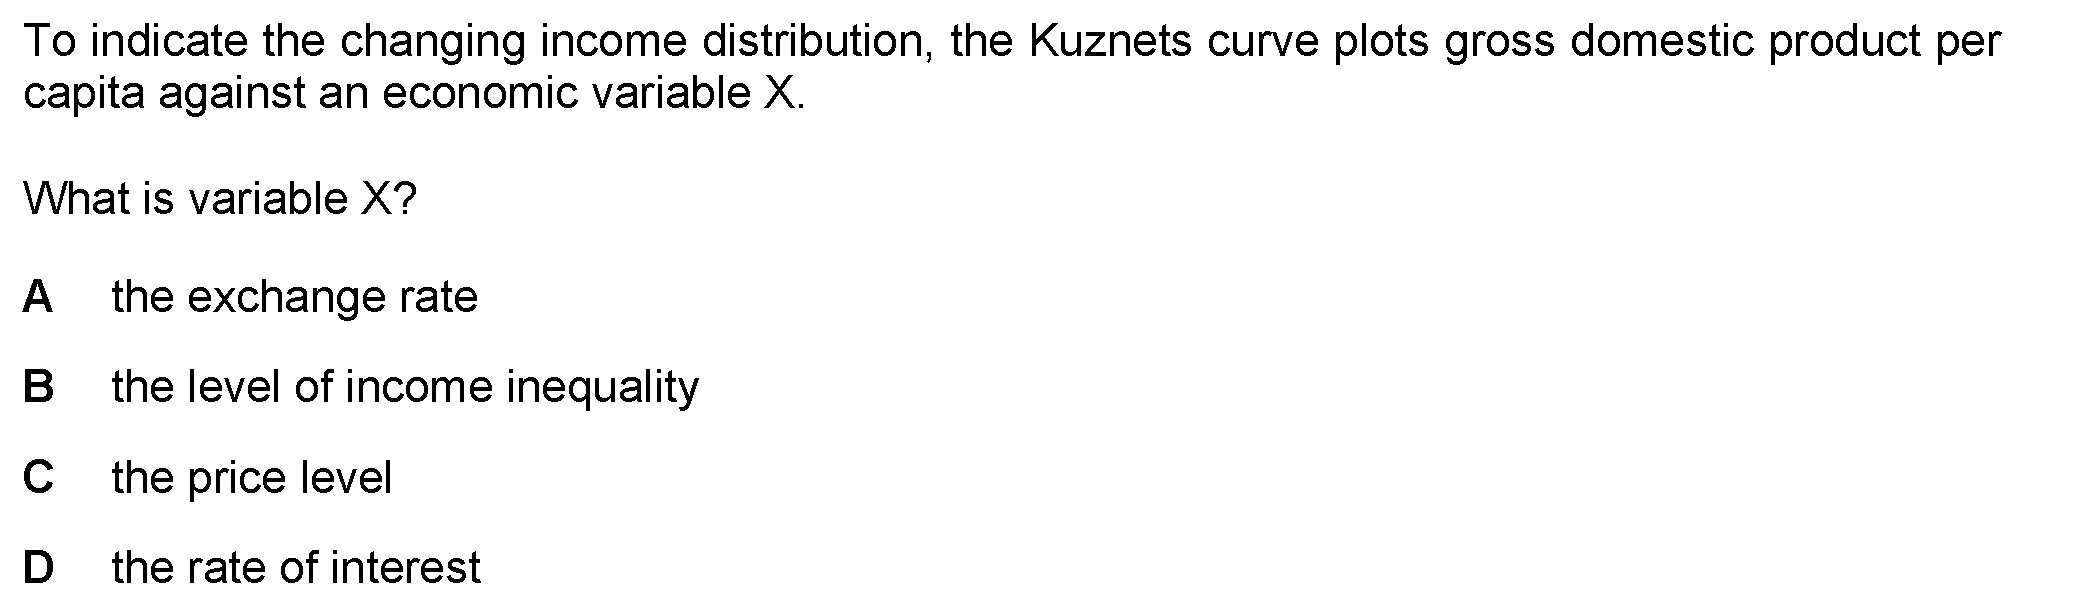 To indicate the changing income distribution, the Kuznets curve plots gross domestic product per
capita against an economic variable X.
What is variable X?
A the exchange rate
B the level of income inequality
C the price level
D the rate of interest